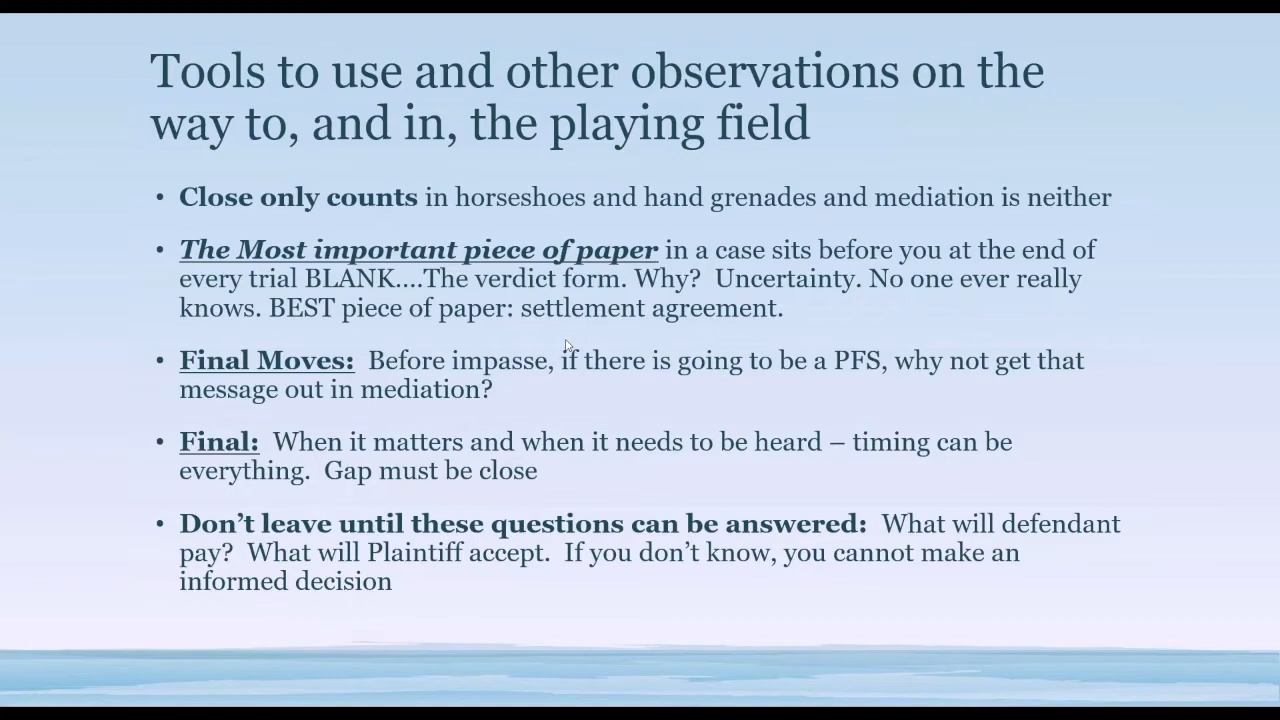 Tools to use and other observations on the
way to, and in, the playing field
• Close only counts in horseshoes and hand grenades and mediation is neither
• The Most important piece of paper in a case sits before you at the end of
every trial BLANK....The verdict form. Why?  Uncertainty. No one ever really
knows. BEST piece of paper: settlement agreement.
• Final Moves:  Before impasse, if there is going to be a PFS, why not get that
message out in mediation?
• Final:  When it matters and when it needs to be heard – timing can be
everything.  Gap must be close
• Don’t leave until these questions can be answered:  What will defendant
pay?  What will Plaintiff accept.  If you don’t know, you cannot make an
informed decision